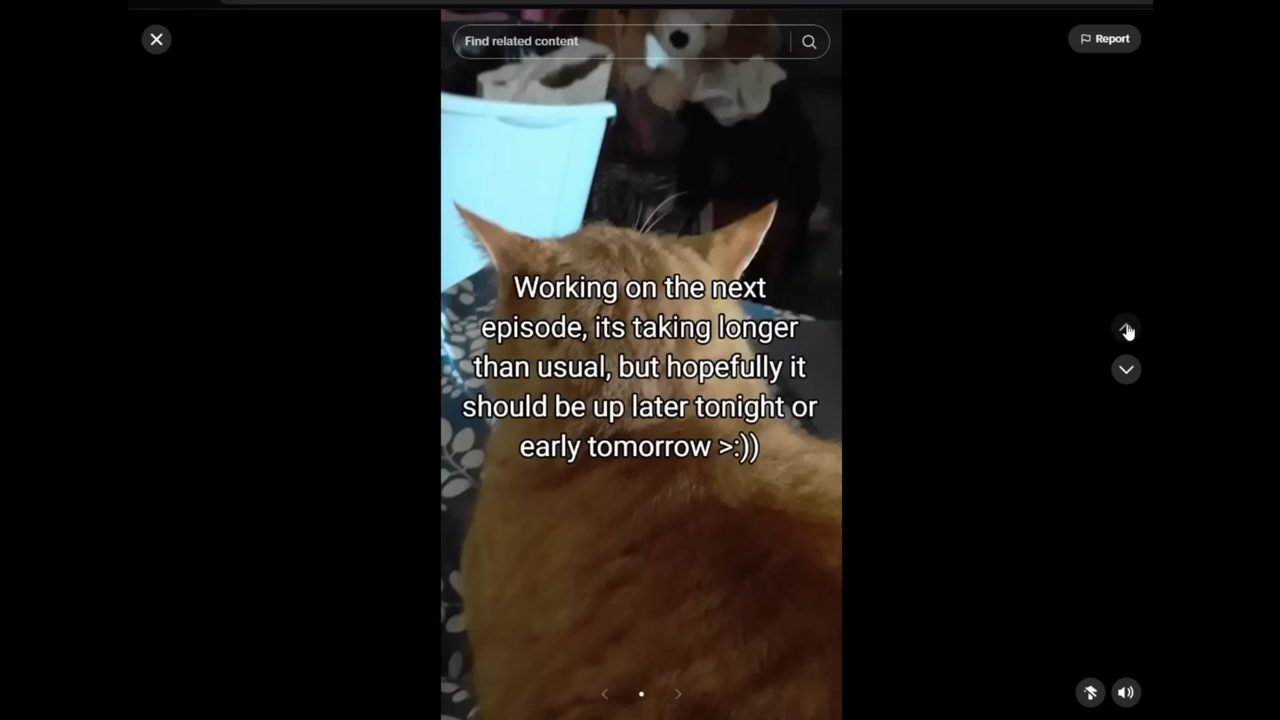 Find related content
Report
Working on the next
episode, its taking longer
than usual, but hopefully it
should be up later tonight or
early tomorrow >:))